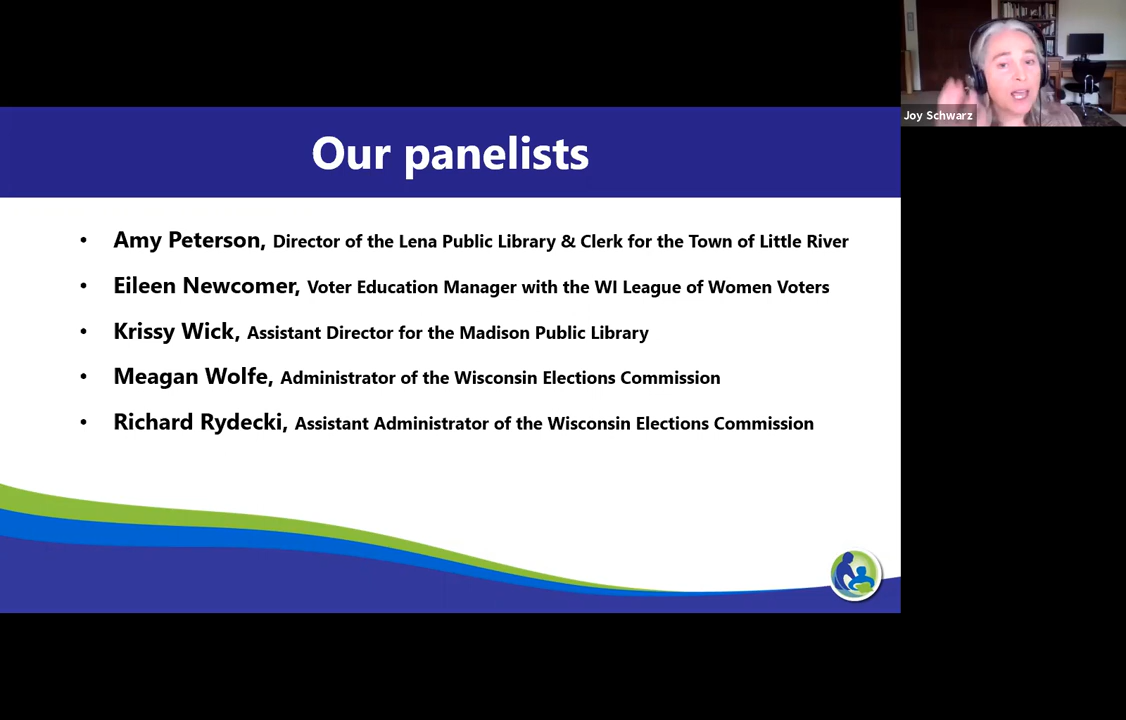 Joy Schwarz
Our panelists
• Amy Peterson, Director of the Lena Public Library & Clerk for the Town of Little River
• Eileen Newcomer, Voter Education Manager with the WI League of Women Voters
• Krissy Wick, Assistant Director for the Madison Public Library
• Meagan Wolfe, Administrator of the Wisconsin Elections Commission
• Richard Rydecki, Assistant Administrator of the Wisconsin Elections Commission